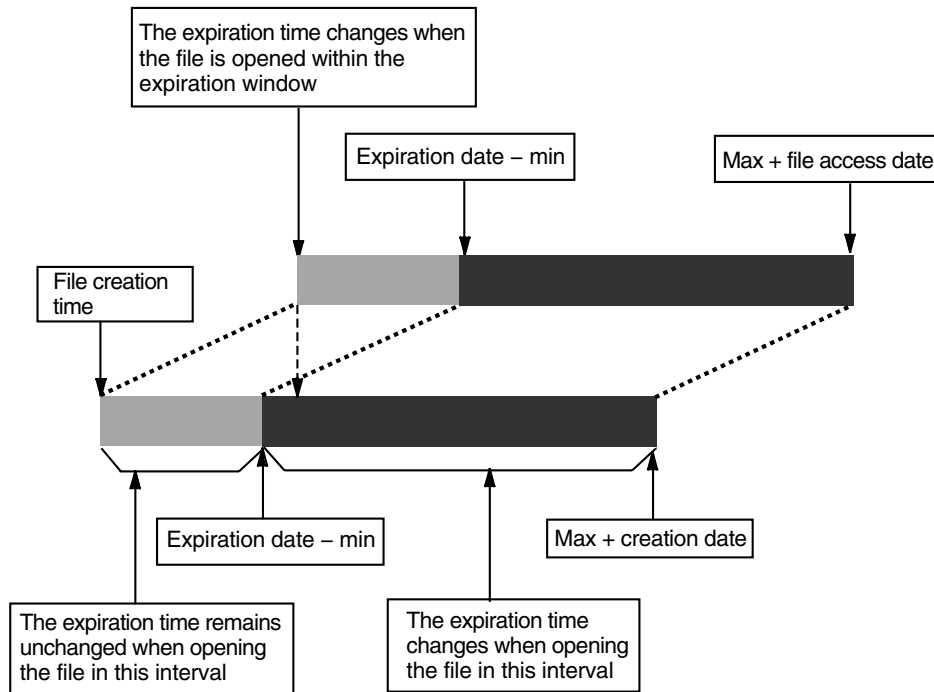 The expiration time changes when
the file is opened within the
expiration window
Expiration date – min
Max + file access date
File creation
time
Expiration date – min
Max + creation date
The expiration time remains
unchanged when opening
the file in this interval
The expiration time
changes when opening
the file in this interval